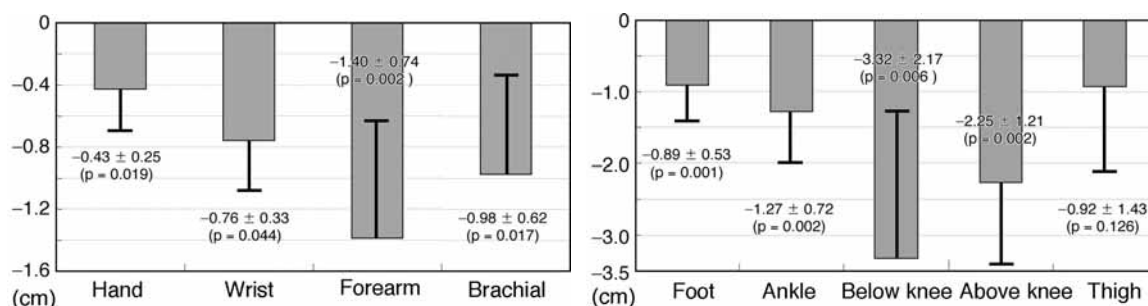 0
−0.4
−0.8
−1.2
−1.6
(cm)
−0.43 ± 0.25
(p = 0.019)
−0.76 ± 0.33
(p = 0.044)
−1.40 ± 0.74
(p = 0.002 )
−0.98 ± 0.62
(p = 0.017)
Hand Wrist Forearm Brachial
0
−1.0
−2.0
−3.0
−3.5
(cm)
−0.89 ± 0.53
(p = 0.001)
−1.27 ± 0.72
(p = 0.002)
−3.32 ± 2.17
(p = 0.006 )
−2.25 ± 1.21
(p = 0.002)
−0.92 ± 1.43
(p = 0.126)
Foot Ankle Below knee Above knee Thigh